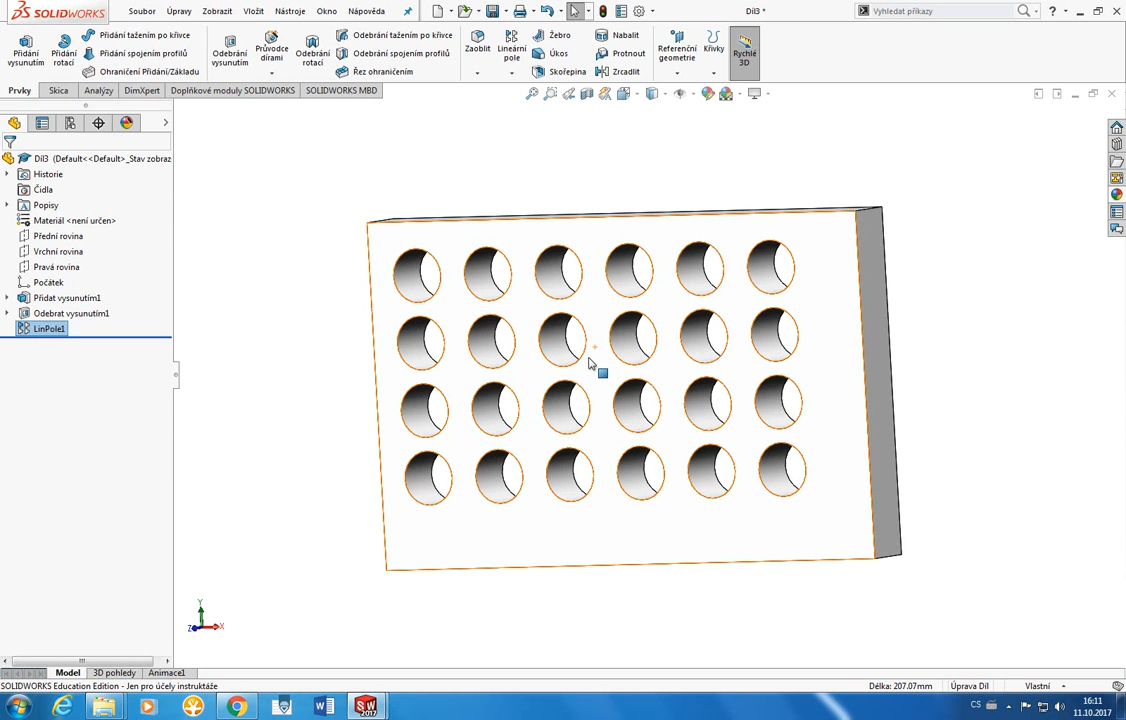 SOLIDWORKS
Soubor
Úpravy
Zobrazit
Vložit
Nástroje
Okno
Nápověda
Díl3 *
Vyhledat příkazy
Přidání vysunutím
Přidání rotací
Přidání tažením po křivce
Přidání spojením profilů
Ohraničení Přidání/Základu
Odebrání vysunutím
Průvodce dírami
Odebrání rotací
Odebrání tažením po křivce
Odebrání spojením profilů
Řez ohraničením
Zaoblit
Lineární pole
Žebro
Úkos
Skořepina
Nabalit
Protnout
Zrcadlit
Referenční geometrie
Křivky
Rychlé 3D
Prvky
Skica
Analýzy
DimXpert
Doplňkové moduly SOLIDWORKS
SOLIDWORKS MBD
Díl3 (Default<<Default>_Stav zobraz
Historie
Čidla
Popisy
Materiál <není určen>
Přední rovina
Vrchní rovina
Pravá rovina
Počátek
Přidat vysunutím1
Odebrat vysunutím1
LinPole1
Y
Z
X
Model
3D pohledy
Animace1
SOLIDWORKS Education Edition - Jen pro účely instruktáže
Délka: 207.07mm
Úprava Díl
Vlastní
CS
16:11
11.10.2017